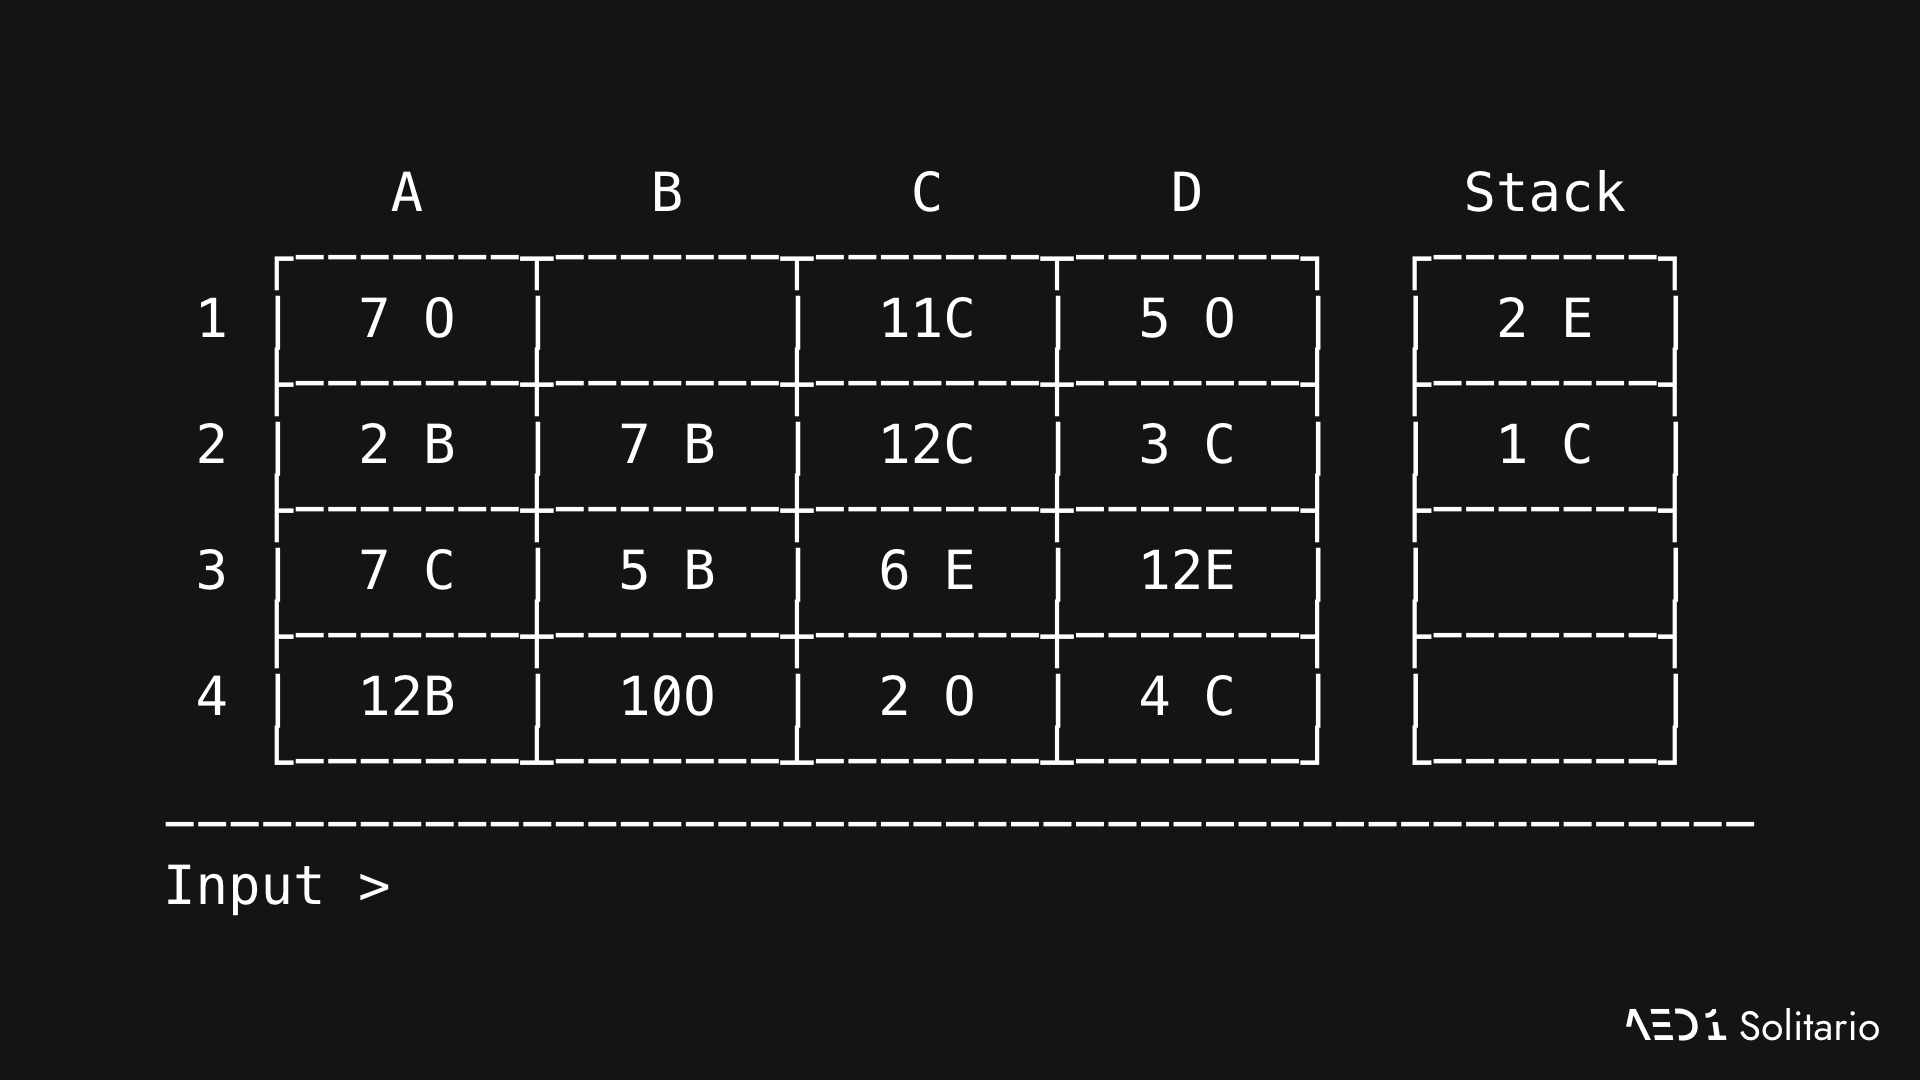 A B C D Stack
1 7 O 11C 5 O 2 E
2 2 B 7 B 12C 3 C 1 C
3 7 C 5 B 6 E 12E
4 12B 10O 2 O 4 C
Input >
AED1 Solitario